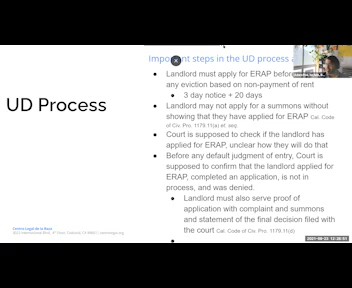 Important steps in the UD process a
Landlord must apply for ERAP before
any eviction based on non-payment of rent
3 day notice + 20 days
UD Process
Landlord may not apply for a summons without
showing that they have applied for ERAP Cal. Code
of Civ. Pro. 1179.11(a) et. seq.
Court is supposed to check if the landlord has
applied for ERAP, unclear how they will do that
Before any default judgment of entry, Court is
supposed to confirm that the landlord applied for
ERAP, completed an application, is not in
process, and was denied.
Landlord must also serve proof of
application with complaint and summons
and statement of the final decision filed with
the court Cal. Code of Civ. Pro. 1179.11(d)
Centro Legal de la Raza